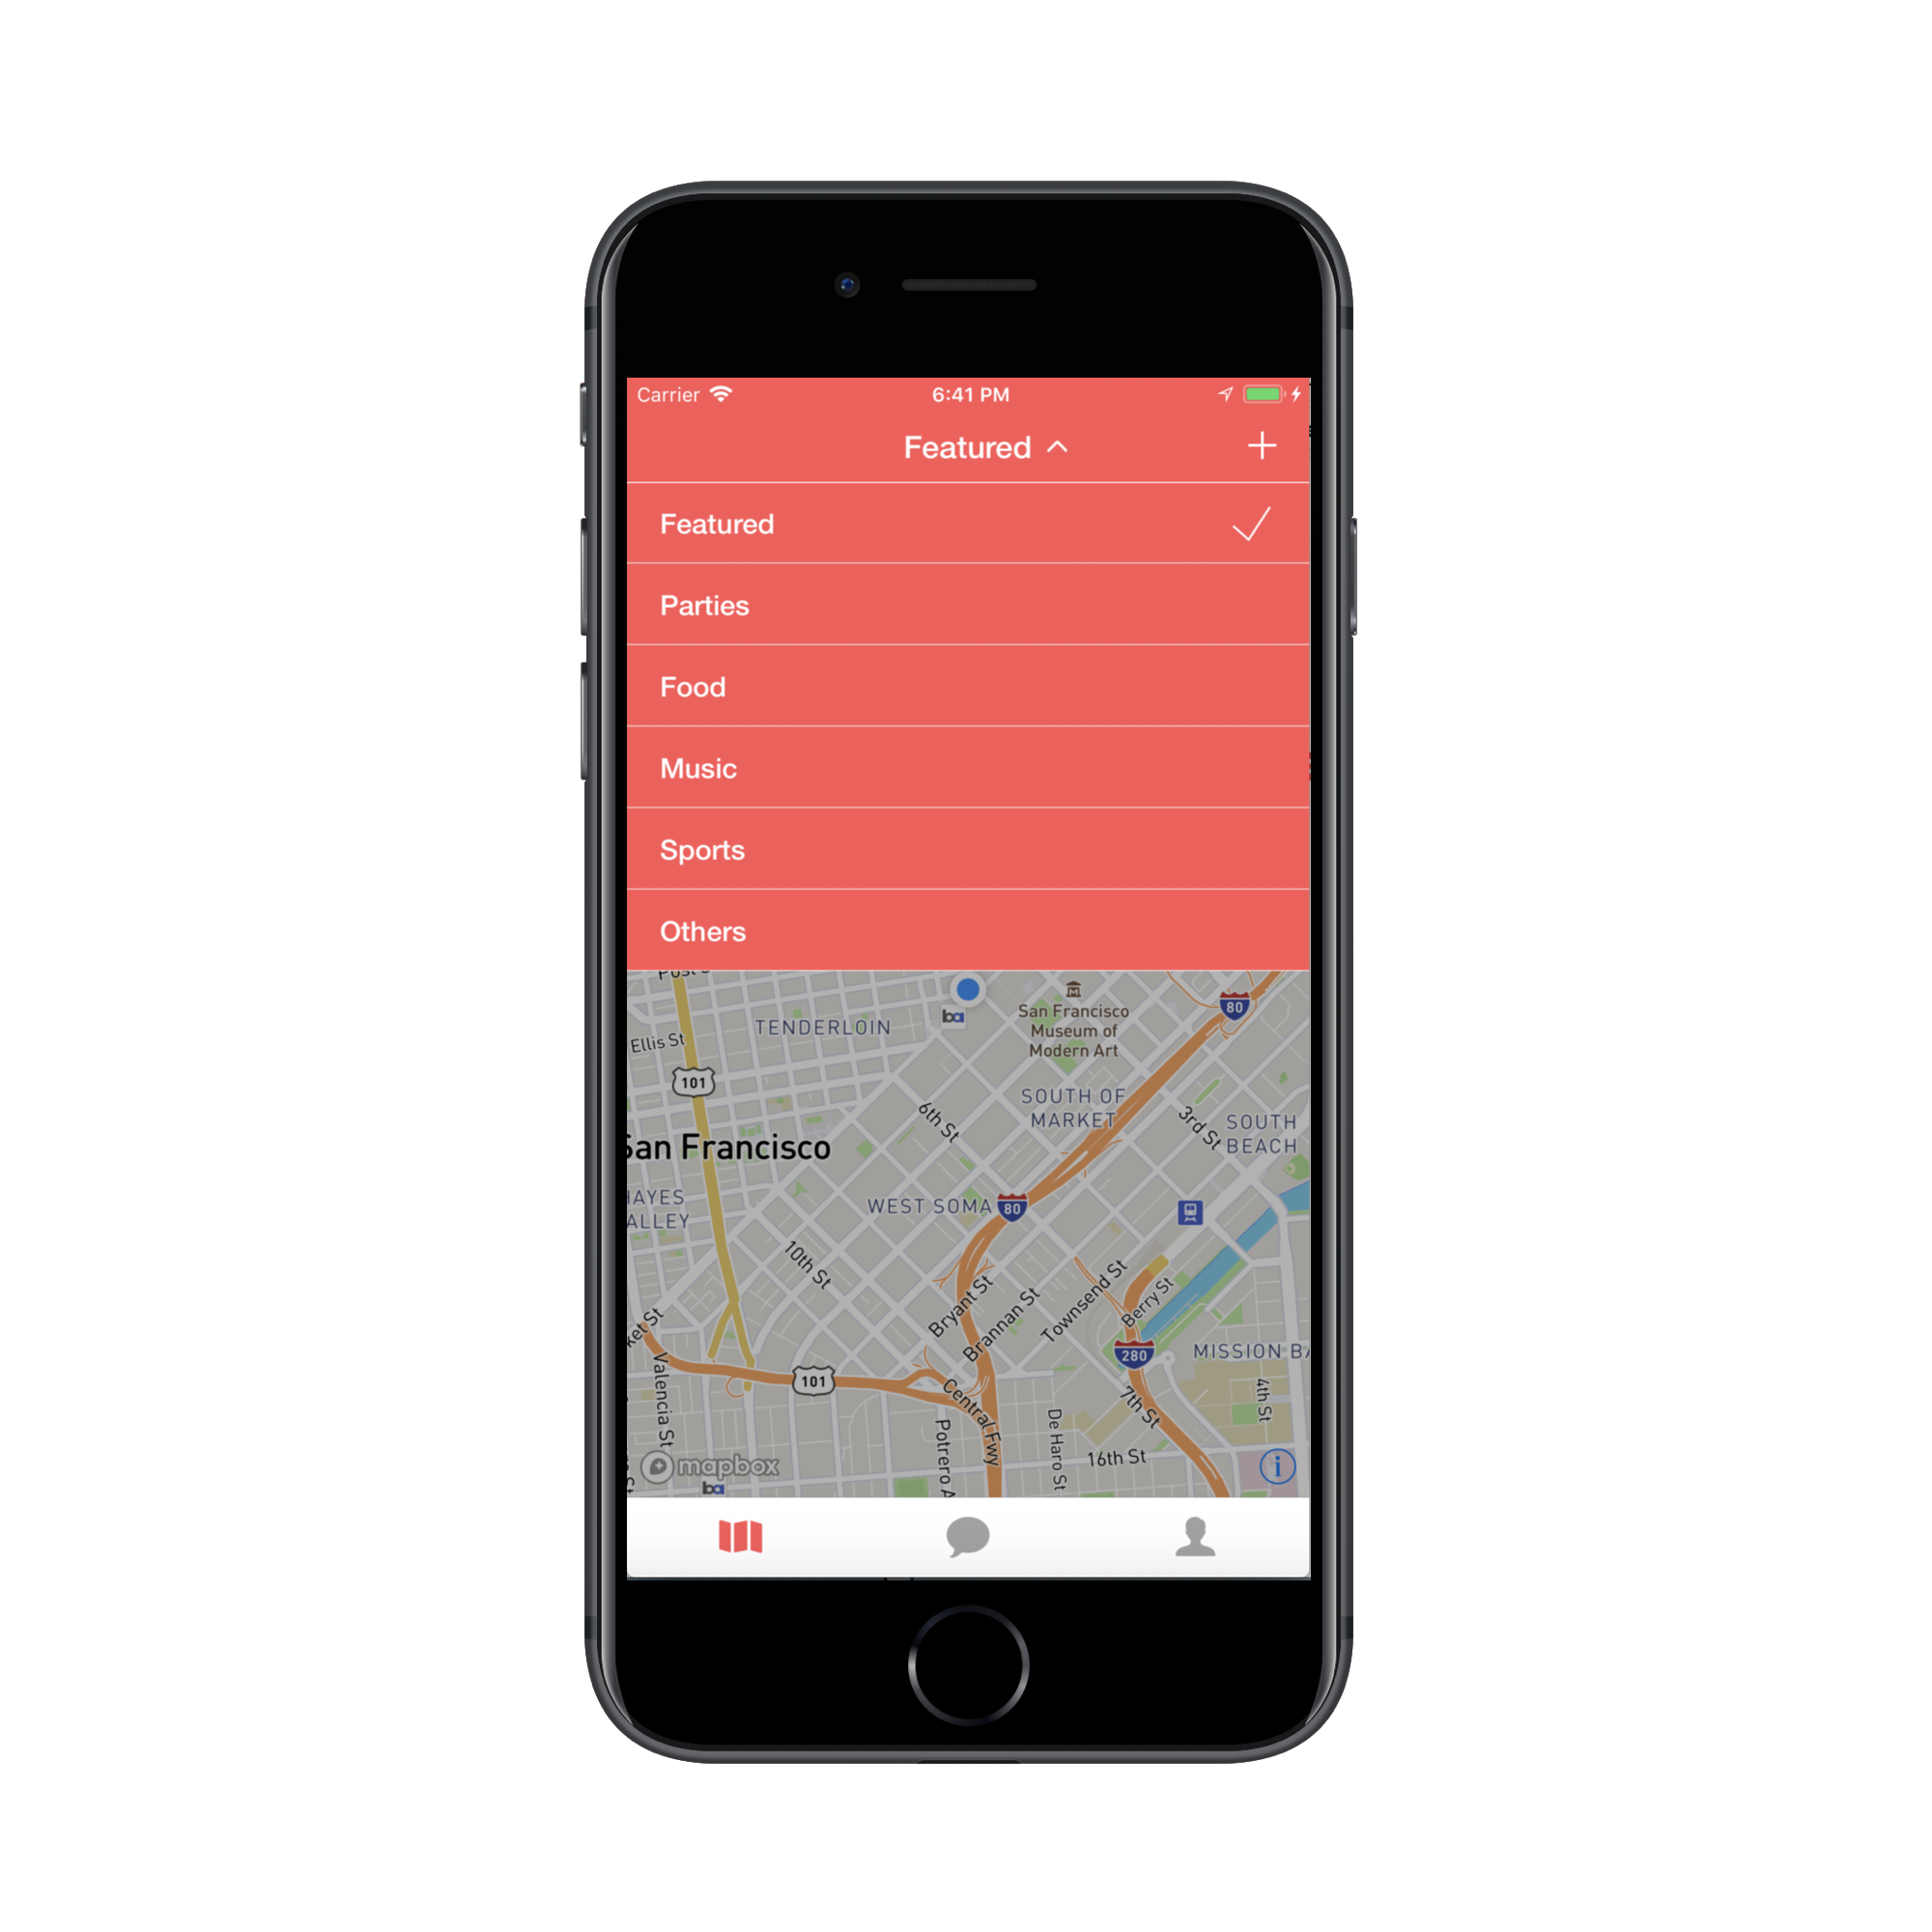 Carrier
6:41 PM
Featured
Featured
Parties
Food
Music
Sports
Others
Post
Ellis St
TENDERLOIN
ba
San Francisco
Museum of
Modern Art
80
101
SOUTH OF
MARKET
6th St
3rd St
SOUTH
BEACH
San Francisco
HAYES
VALLEY
WEST SOMA
80
10th St
Bryant St
Brannan St
Townsend St
Berry St
ket St
280
MISSION BA
Valencia St
101
Central Fwy
7th St
4th St
Potrero A
De Haro St
16th St
mapbox
ba
i